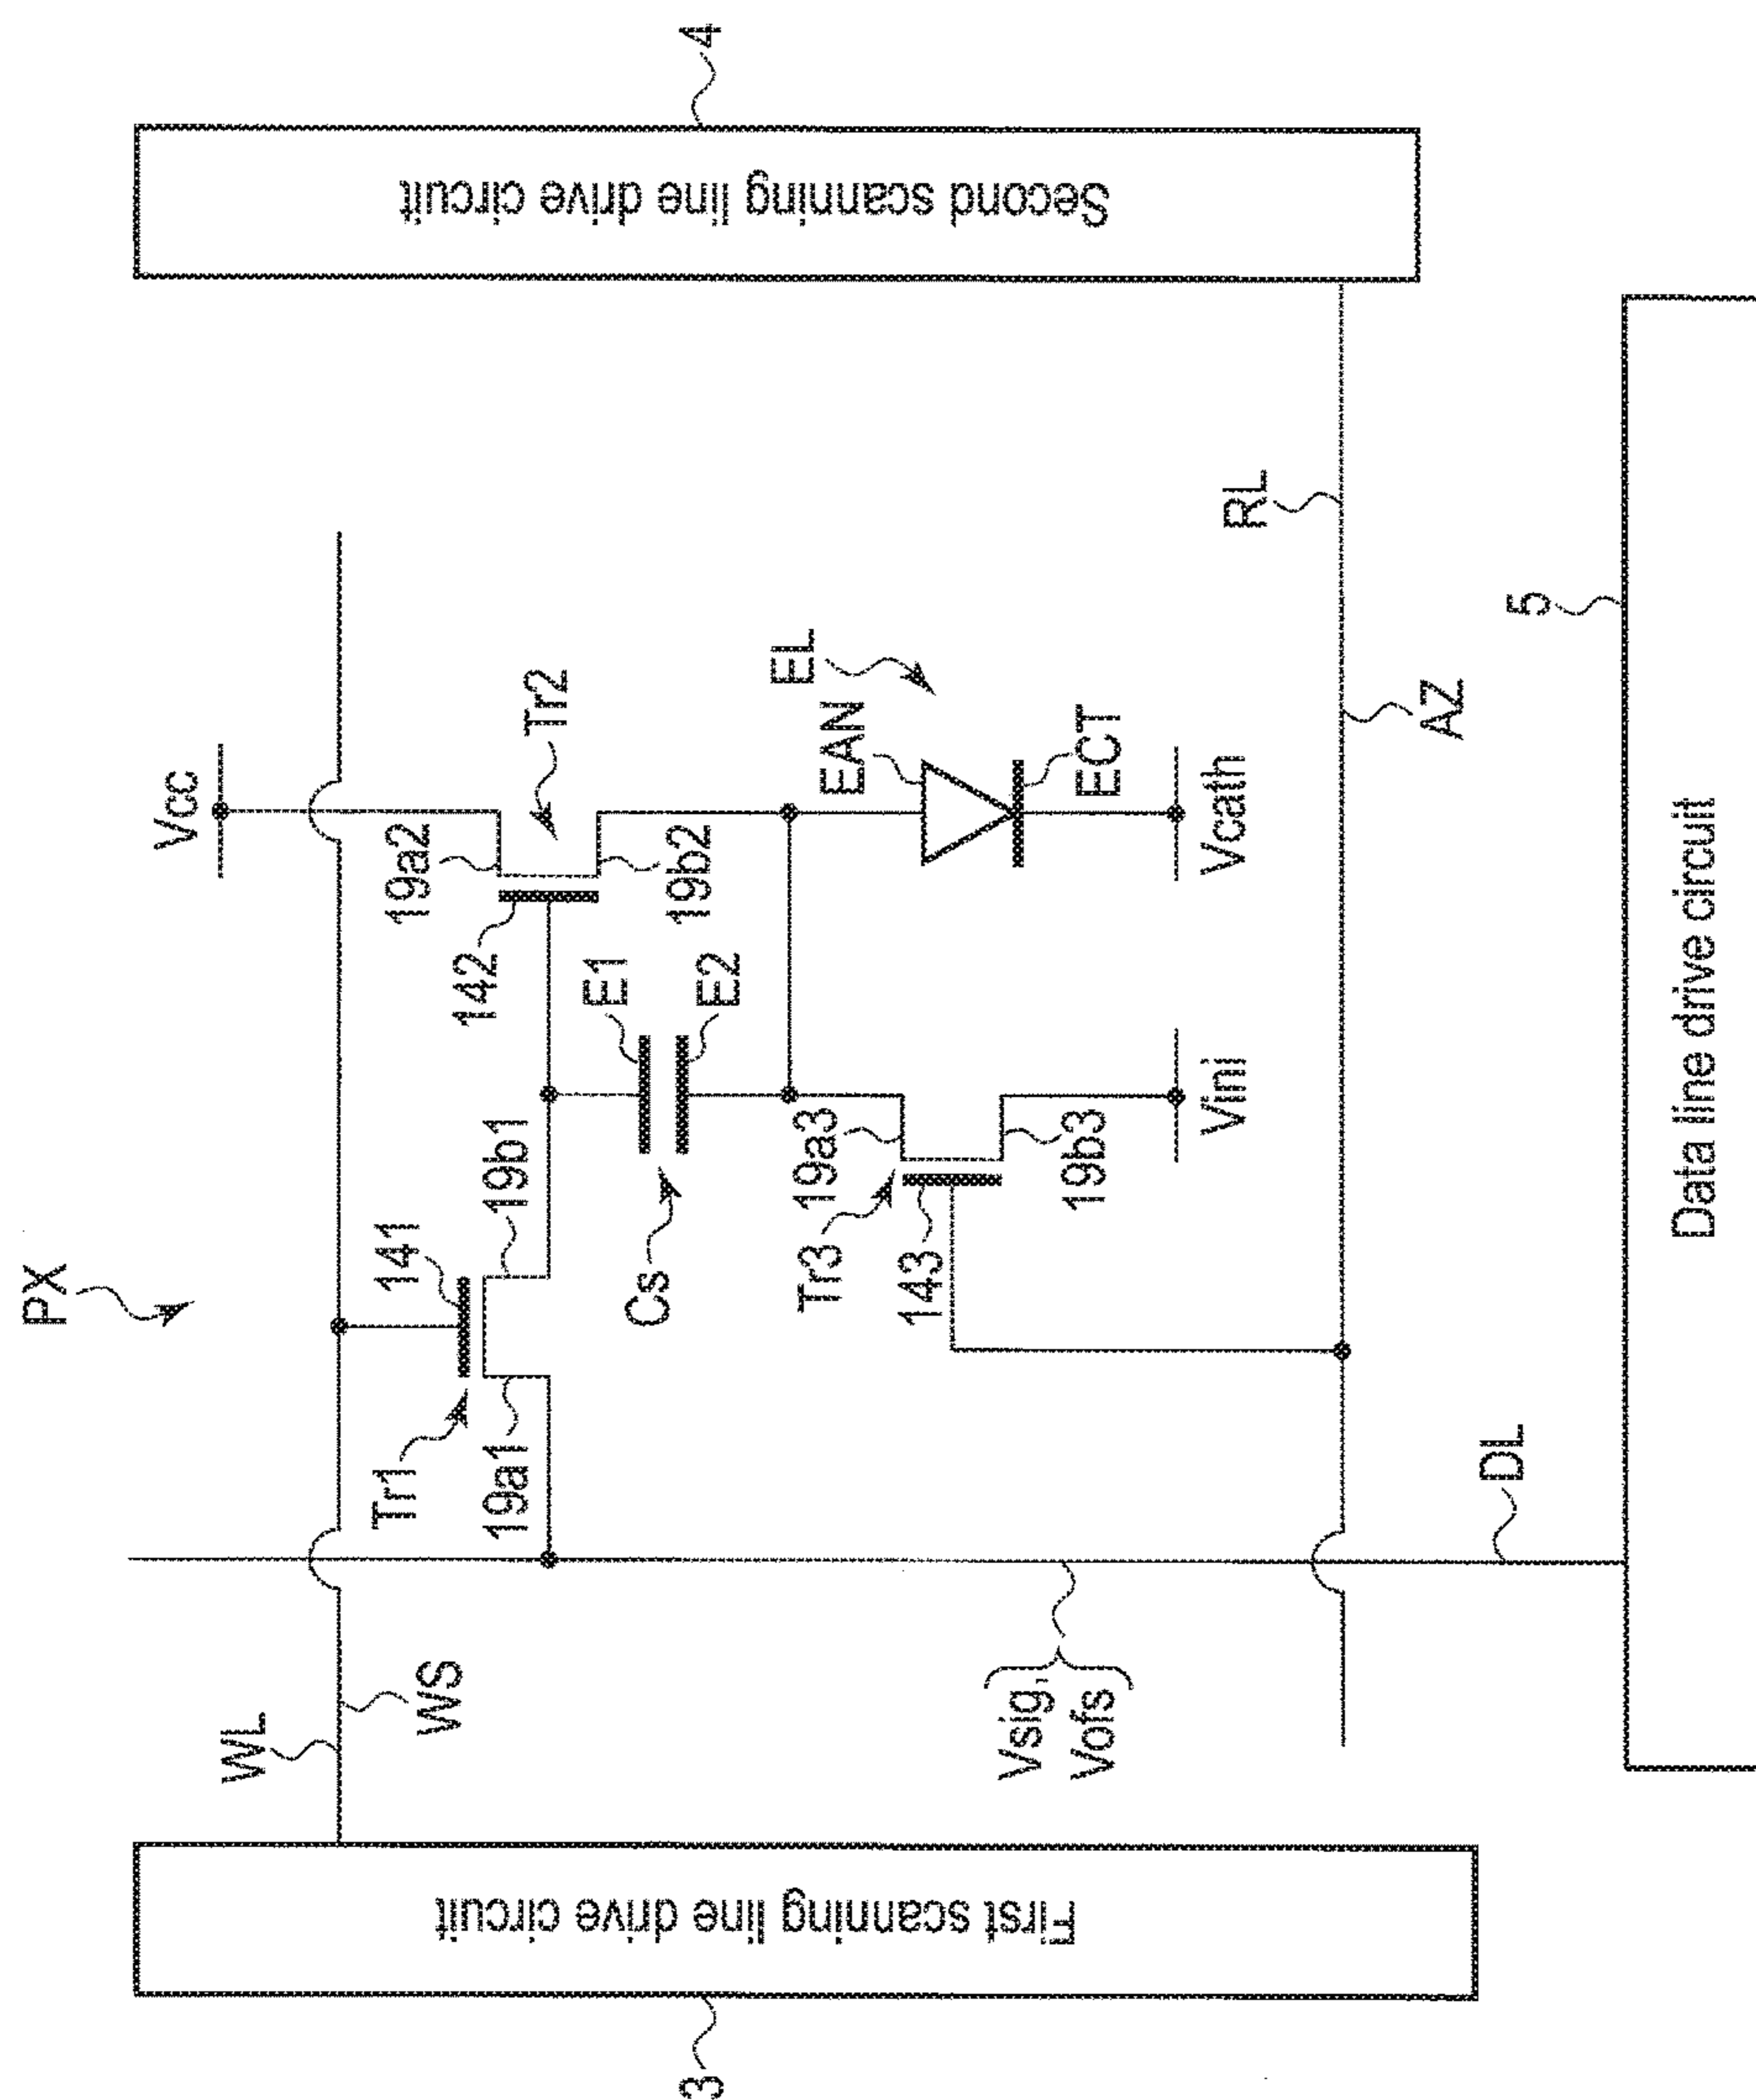 PX
Vcc
WL
WS
Tr1
141
19a1
19b1
142
19a2
Tr2
19b2
E1
E2
Cs
EL
EAN
ECT
Tr3
19a3
143
19b3
Vsig,
Vofs
Vini
Vcath
RL
AZ
DL
5
3
First scanning line drive circuit
Second scanning line drive circuit
4
Data line drive circuit